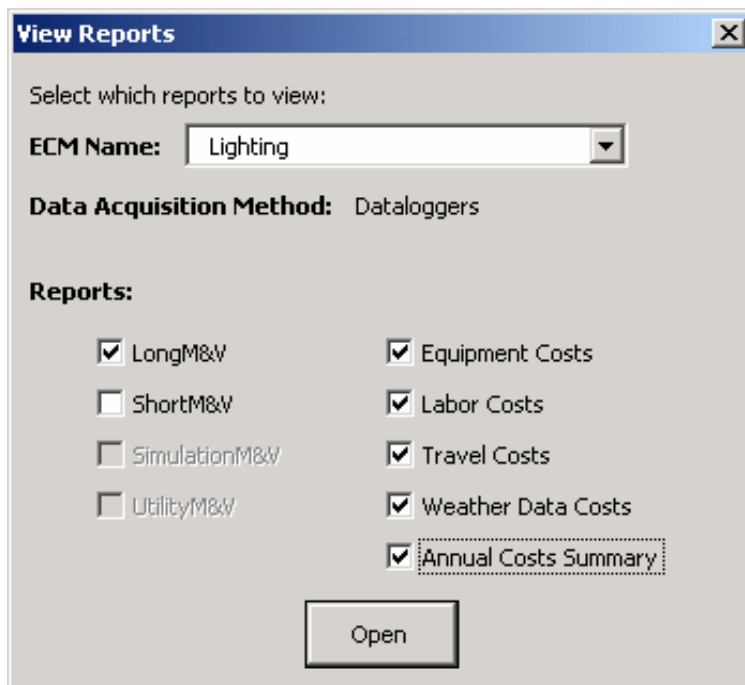 View Reports
Select which reports to view:
ECM Name: Lighting
Data Acquisition Method: Dataloggers
Reports:
LongM&V Equipment Costs
ShortM&V Labor Costs
SimulationM&V Travel Costs
UtilityM&V Weather Data Costs
Annual Costs Summary
Open